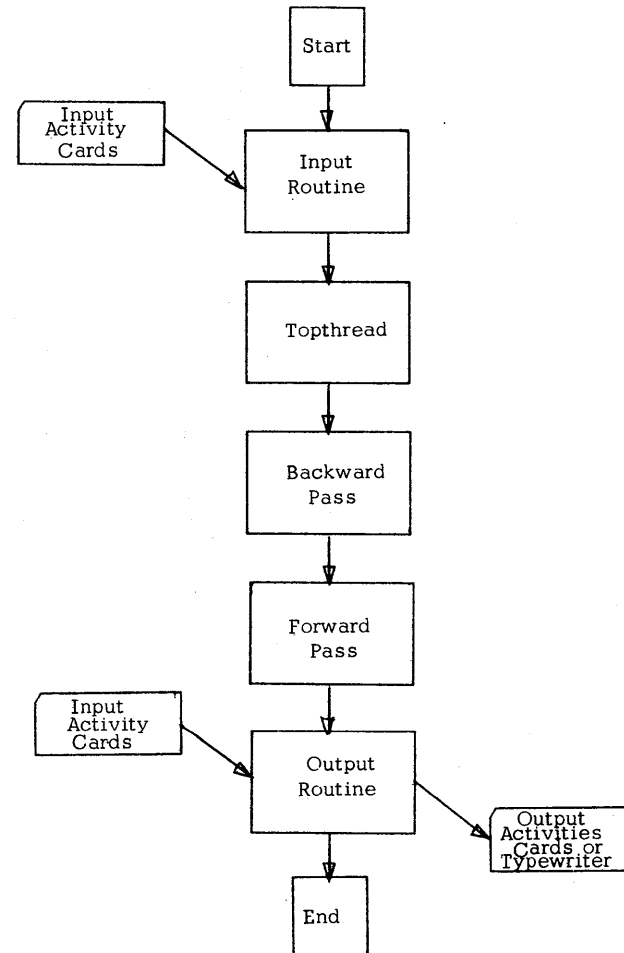 Start
Input
Activity
Cards
Input
Routine
Topthread
Backward
Pass
Forward
Pass
Input
Activity
Cards
Output
Routine
Output
Activities
Cards or
Typewriter
End